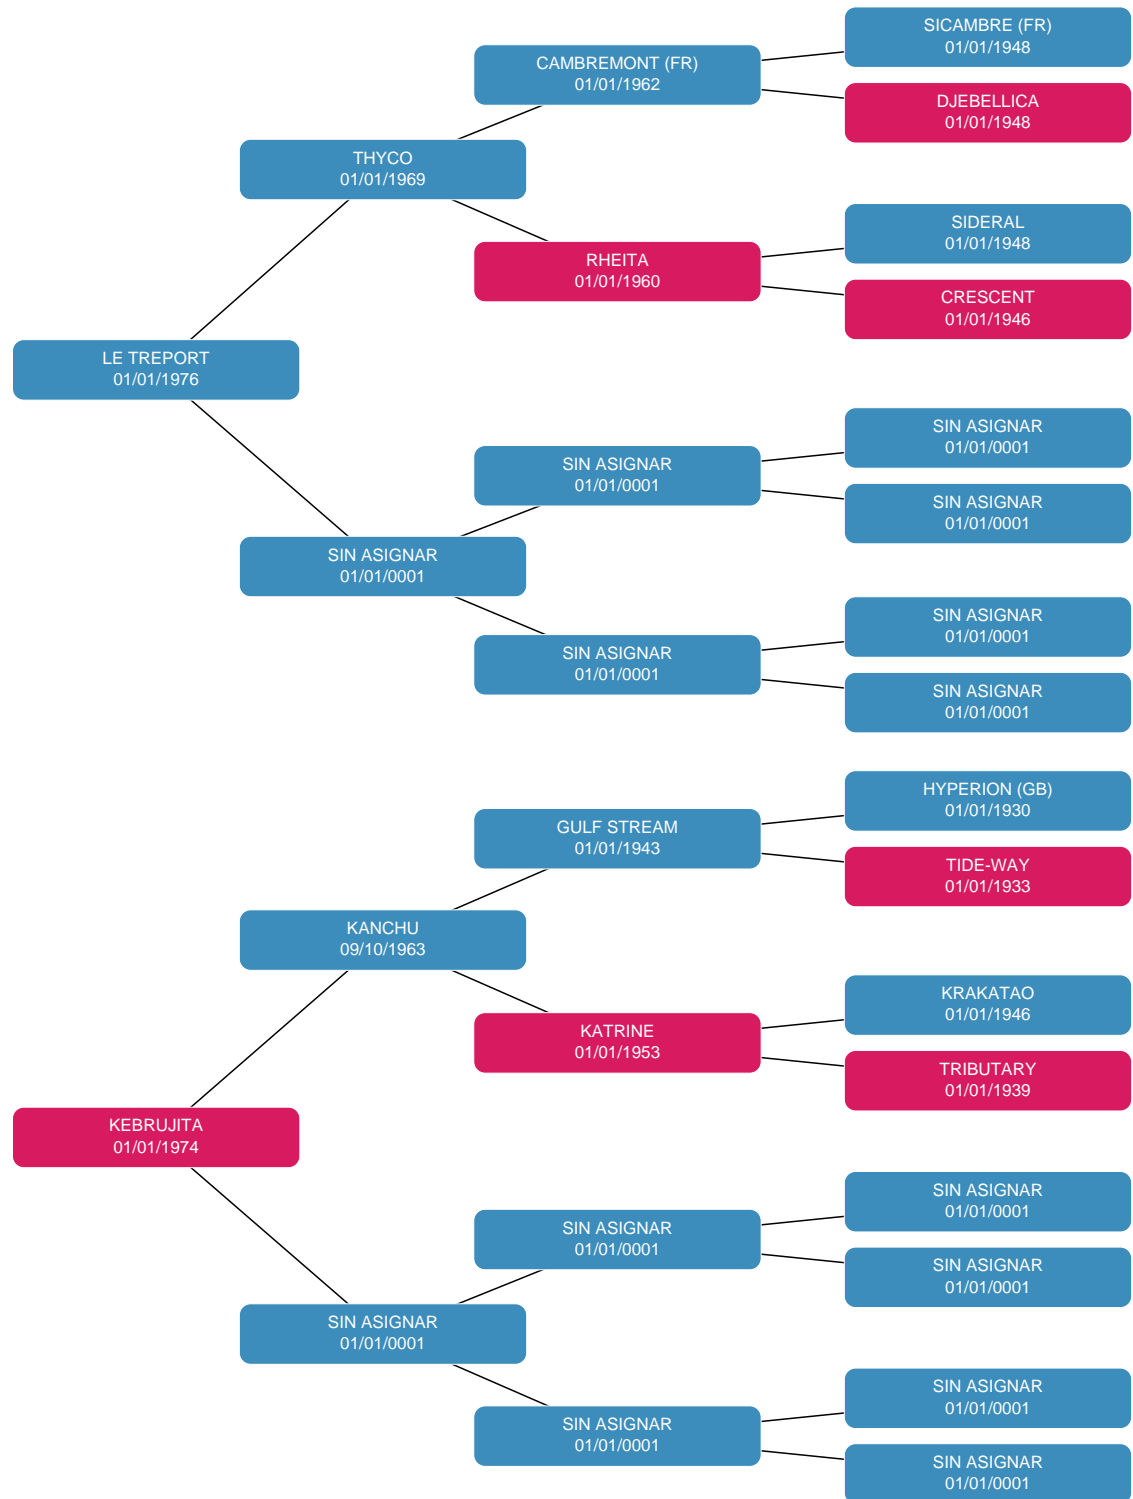 SICAMBRE (FR)
01/01/1948
CAMBREMONT (FR)
01/01/1962
DJEBELLICA
01/01/1948
THYCO
01/01/1969
SIDERAL
01/01/1948
RHEITA
01/01/1960
CRESCENT
01/01/1946
LE TREPORT
01/01/1976
SIN ASIGNAR
01/01/0001
SIN ASIGNAR
01/01/0001
SIN ASIGNAR
01/01/0001
SIN ASIGNAR
01/01/0001
SIN ASIGNAR
01/01/0001
SIN ASIGNAR
01/01/0001
SIN ASIGNAR
01/01/0001
HYPERION (GB)
01/01/1930
GULF STREAM
01/01/1943
TIDE-WAY
01/01/1933
KANCHU
09/10/1963
KRAKATAO
01/01/1946
KATRINE
01/01/1953
TRIBUTARY
01/01/1939
KEBRUJITA
01/01/1974
SIN ASIGNAR
01/01/0001
SIN ASIGNAR
01/01/0001
SIN ASIGNAR
01/01/0001
SIN ASIGNAR
01/01/0001
SIN ASIGNAR
01/01/0001
SIN ASIGNAR
01/01/0001
SIN ASIGNAR
01/01/0001